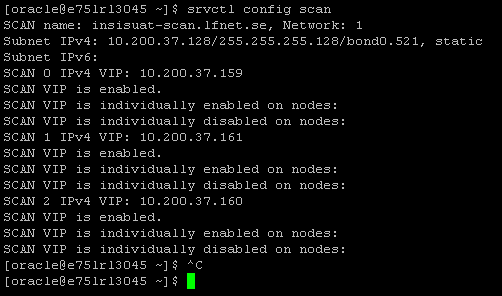 [oracle@e75lrl3045 ~]$ srvctl config scan
SCAN name: insisuat-scan.lfnet.se, Network: 1
Subnet IPv4: 10.200.37.128/255.255.255.128/bond0.521, static
Subnet IPv6:
SCAN 0 IPv4 VIP: 10.200.37.159
SCAN VIP is enabled.
SCAN VIP is individually enabled on nodes:
SCAN VIP is individually disabled on nodes:
SCAN 1 IPv4 VIP: 10.200.37.161
SCAN VIP is enabled.
SCAN VIP is individually enabled on nodes:
SCAN VIP is individually disabled on nodes:
SCAN 2 IPv4 VIP: 10.200.37.160
SCAN VIP is enabled.
SCAN VIP is individually enabled on nodes:
SCAN VIP is individually disabled on nodes:
[oracle@e75lrl3045 ~]$ ^C
[oracle@e75lrl3045 ~]$